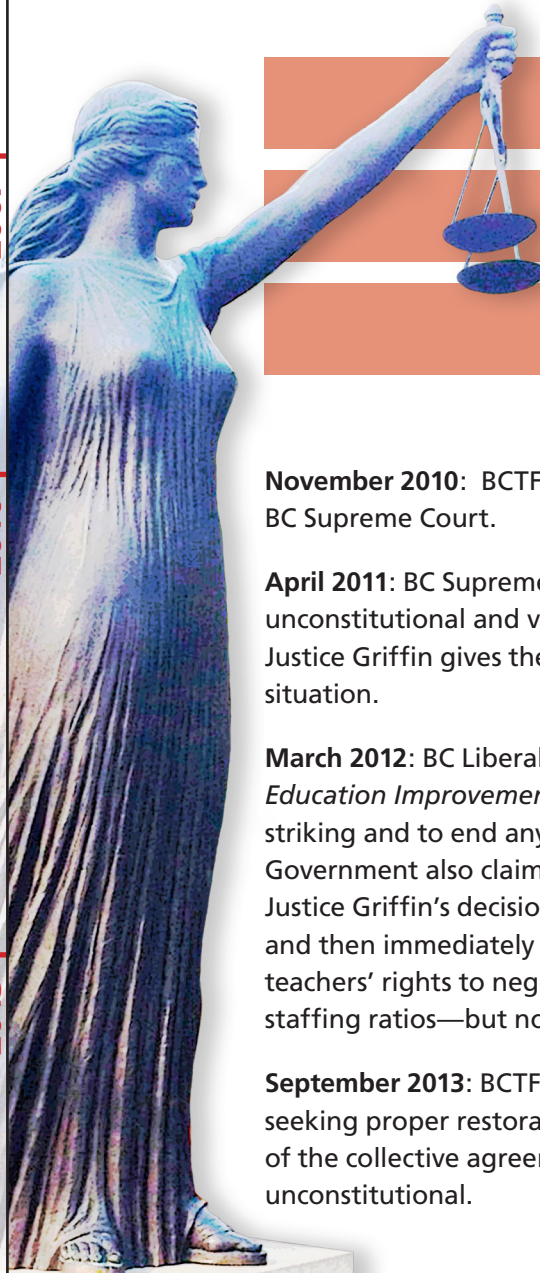 November 2010: BCTF
BC Supreme Court.
April 2011: BC Supreme
unconstitutional and v
Justice Griffin gives the
situation.
March 2012: BC Liberal
Education Improvemen
striking and to end any
Government also claim
Justice Griffin's decisio
and then immediately
teachers' rights to neg
staffing ratios—but no
September 2013: BCTF
seeking proper restora
of the collective agreem
unconstitutional.